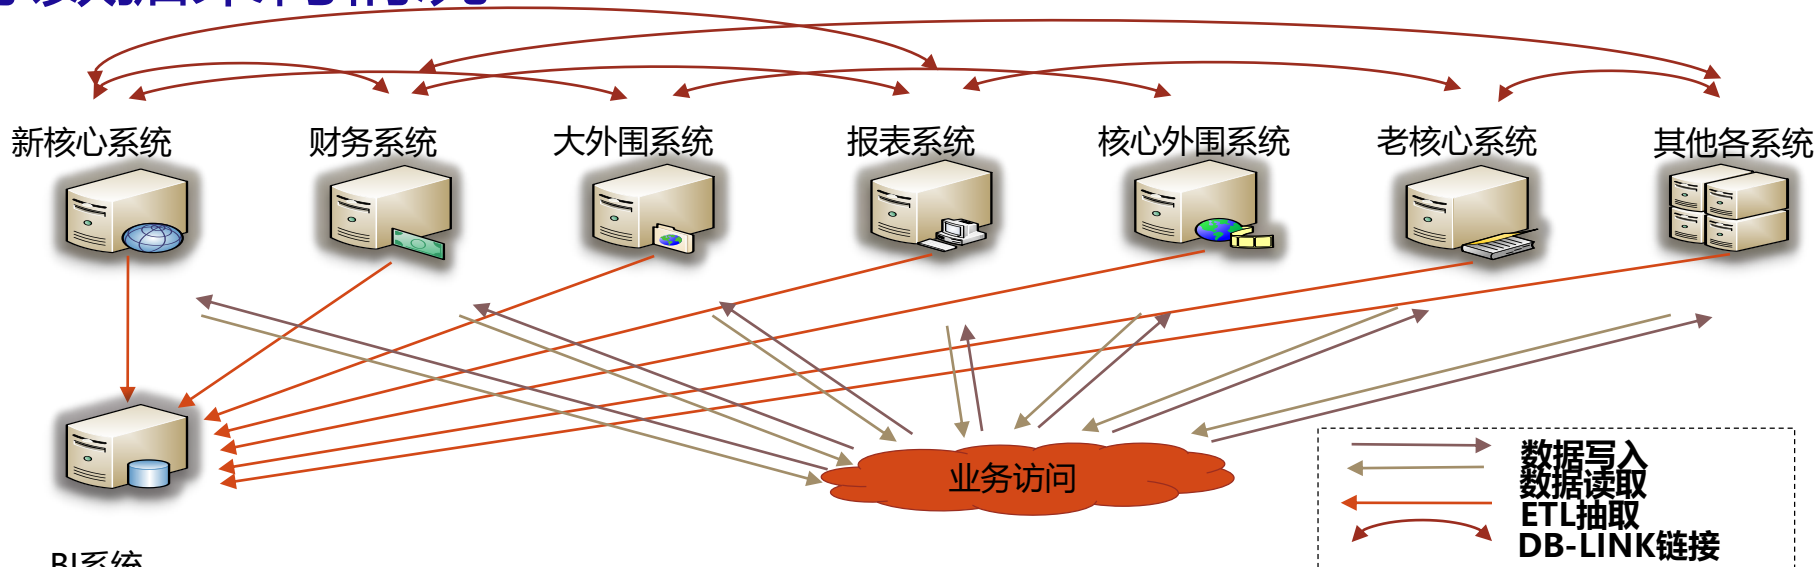 新核心系统
财务系统
大外围系统
报表系统
核心外围系统
老核心系统
其他各系统
业务访问
数据写入
数据读取
ETL抽取
DB-LINK链接
BI系统